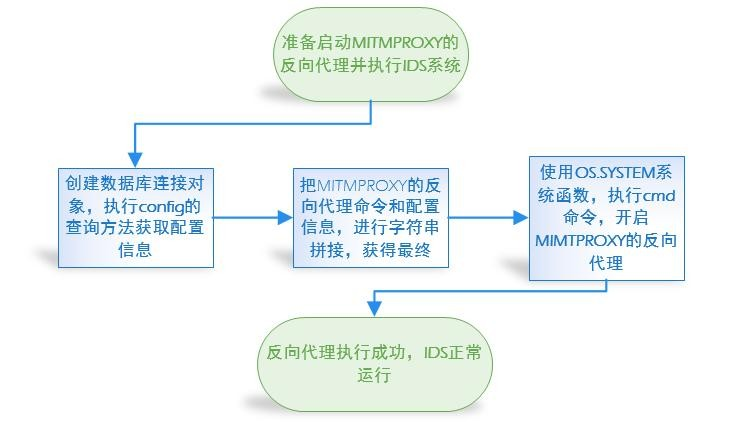 准备启动MITMPROXY的
反向代理并执行IDS系统
创建数据库连接对
象，执行config的
查询方法获取配置
信息
把MITMPROXY的反
向代理命令和配置
信息，进行字符串
拼接，获得最终
使用OS.SYSTEM系
统函数，执行cmd
命令，开启
MIMTPROXY的反向
代理
反向代理执行成功，IDS正常
运行